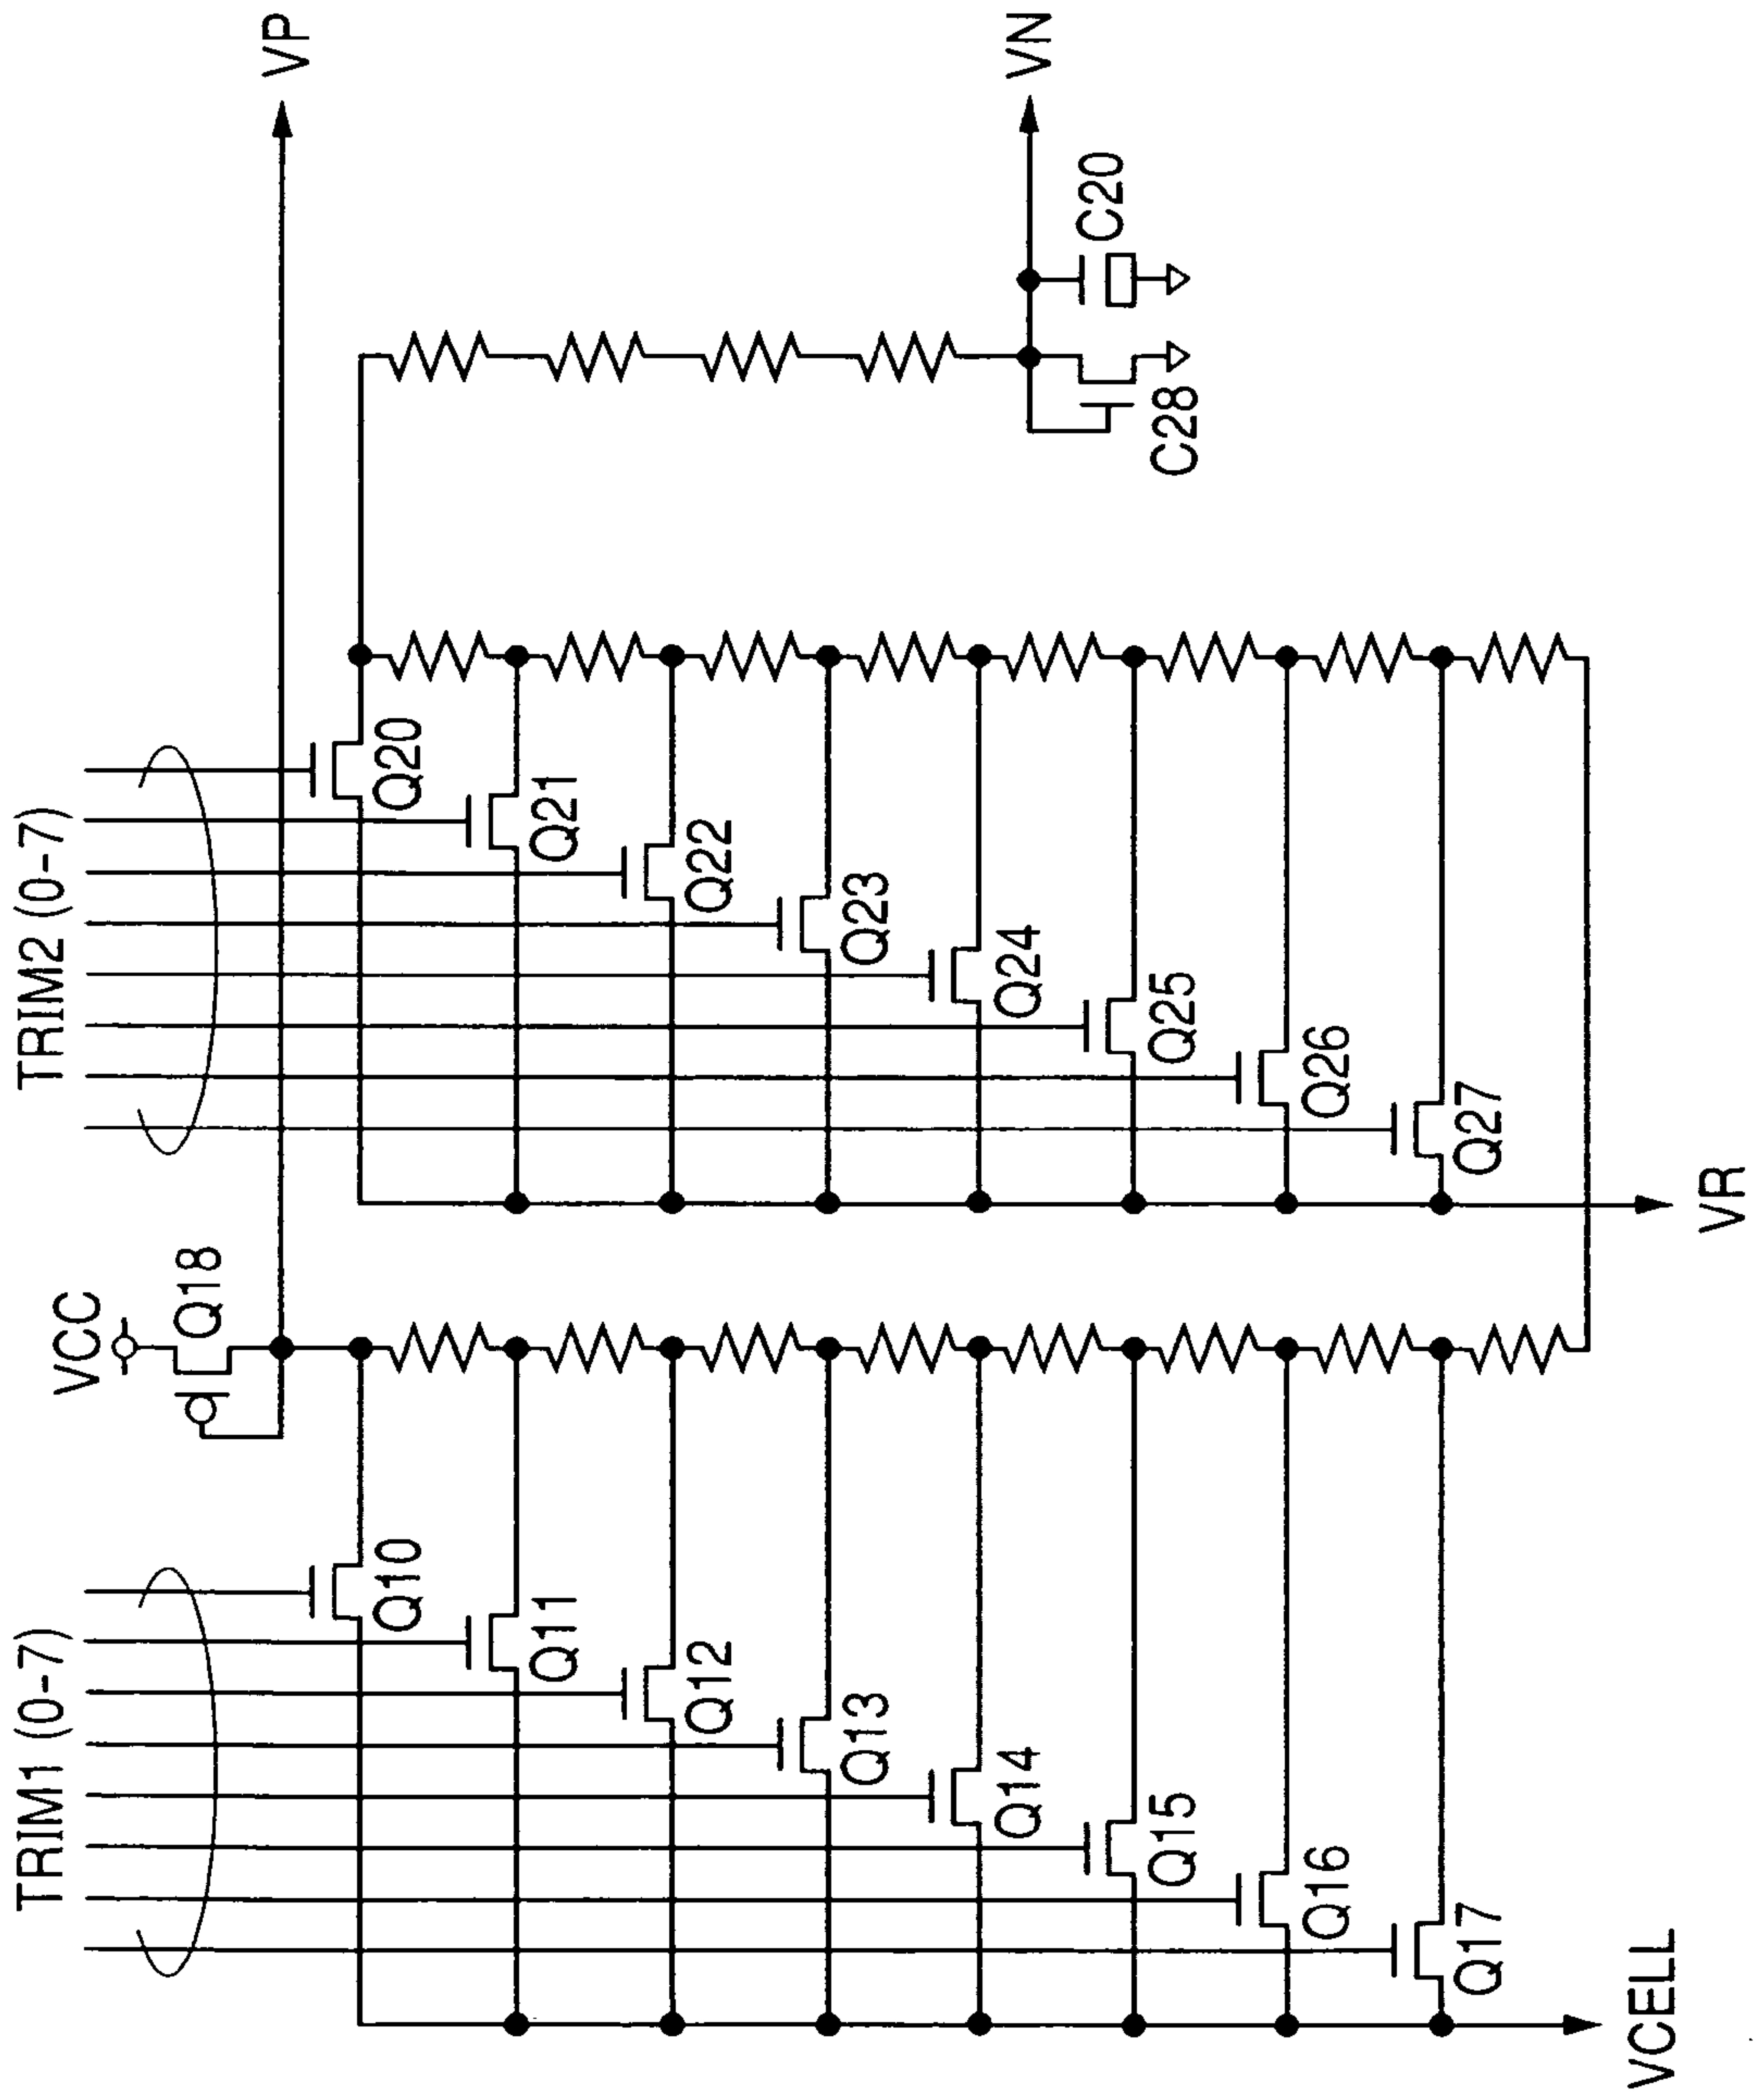 TRIM1 (0-7)
VCC
Q18
TRIM2 (0-7)
VP
Q10
Q11
Q12
Q13
Q14
Q15
Q16
Q17
Q20
Q21
Q22
Q23
Q24
Q25
Q26
Q27
C28
C20
VN
VCELL
VR